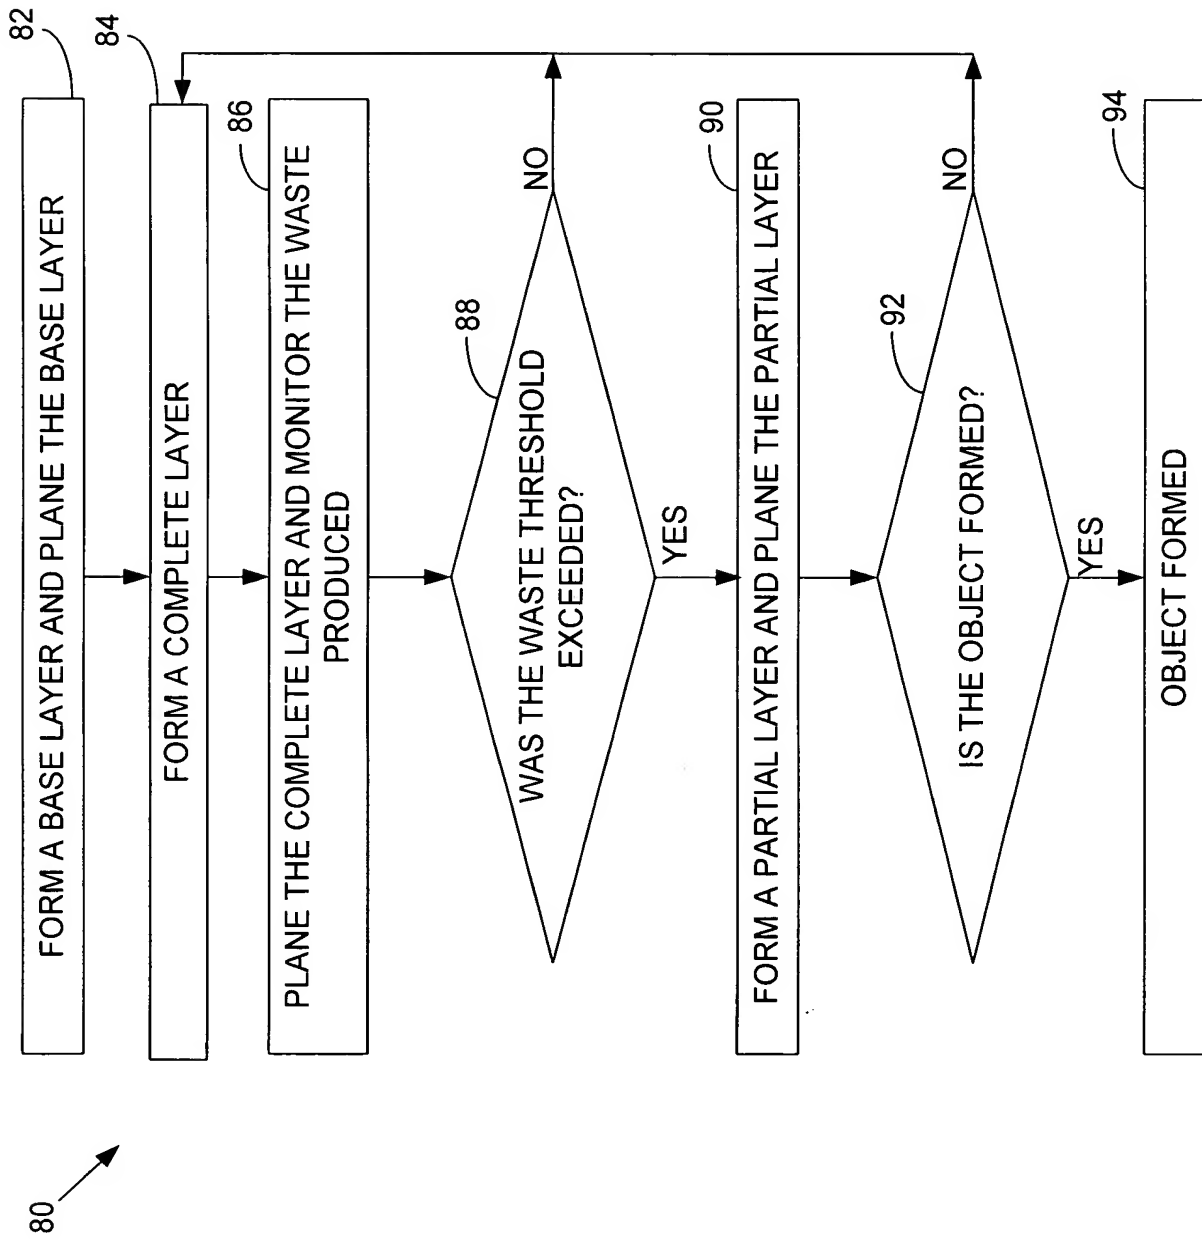 80
82
FORM A BASE LAYER AND PLANE THE BASE LAYER
84
FORM A COMPLETE LAYER
86
PLANE THE COMPLETE LAYER AND MONITOR THE WASTE
PRODUCED
88
WAS THE WASTE THRESHOLD
EXCEEDED?
NO
YES
90
FORM A PARTIAL LAYER AND PLANE THE PARTIAL LAYER
92
IS THE OBJECT FORMED?
NO
YES
94
OBJECT FORMED